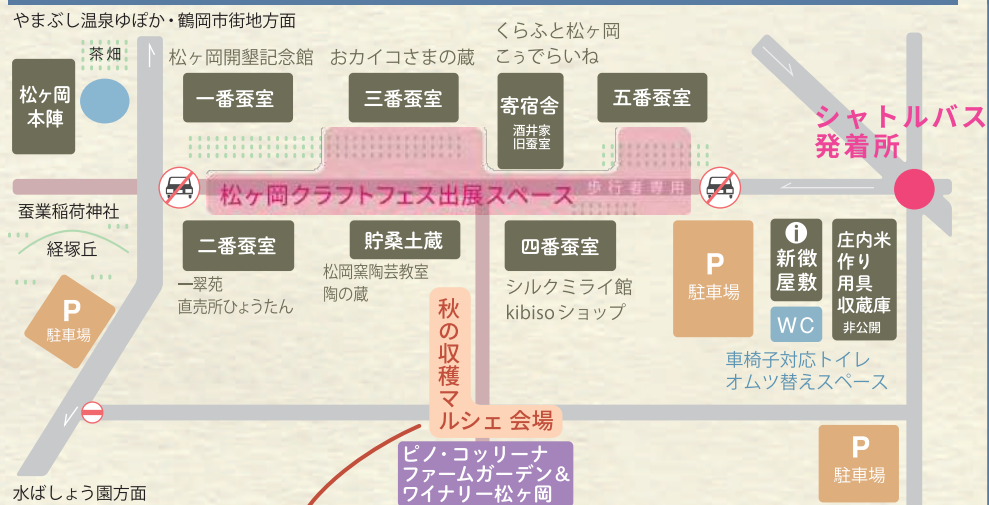 やまぶし温泉ゆぽか・鶴岡市街地方面
茶畑
松ヶ岡
本陣
松ヶ岡開墾記念館
一番蚕室
おカイコさまの蔵
三番蚕室
くらふと松ヶ岡
こぅでらいね
寄宿舎
酒井家
旧蚕室
五番蚕室
シャトルバス
発着所
松ヶ岡クラフトフェス出展スペース
歩行者専用
蚕業稲荷神社
経塚丘
P
駐車場
二番蚕室
一翠苑
直売所ひょうたん
貯桑土蔵
松岡窯陶芸教室
陶の蔵
四番蚕室
シルクミライ館
kibisoショップ
P
駐車場
i
新徴
屋敷
WC
庄内米
作り
用具
収蔵庫
非公開
車椅子対応トイレ
オムツ替えスペース
秋の収穫マルシェ 会場
ピノ・コッリーナ
ファームガーデン&
ワイナリー松ヶ岡
P
駐車場
水ばしょう園方面